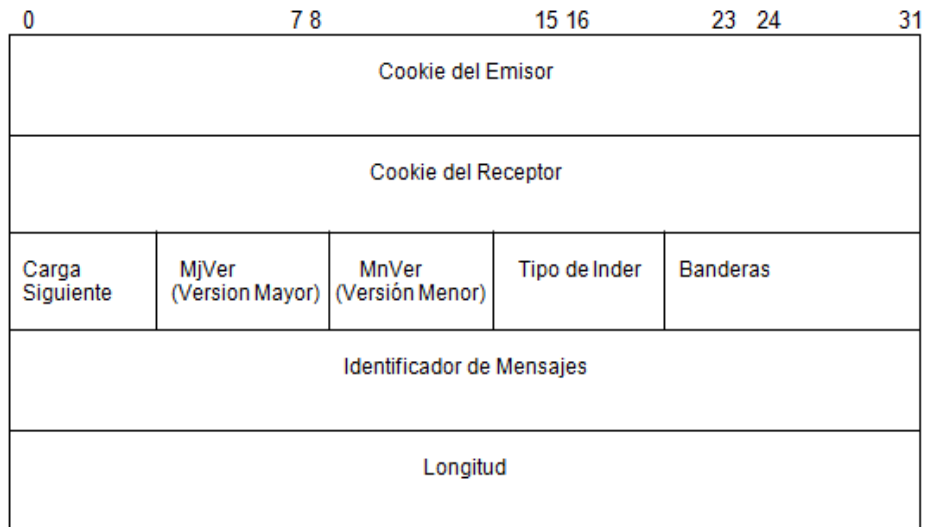 0 7 8 15 16 23 24 31
Cookie del Emisor
Cookie del Receptor
Carga
Siguiente
MjVer
(Version Mayor)
MnVer
(Versión Menor)
Tipo de Inder
Banderas
Identificador de Mensajes
Longitud